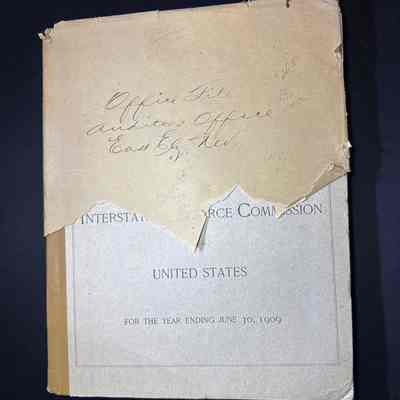 Office File
Auditors Office
East Ely Nev.
INTERSTATE COMMERCE COMMISSION
UNITED STATES
FOR THE YEAR ENDING JUNE 30, 1909